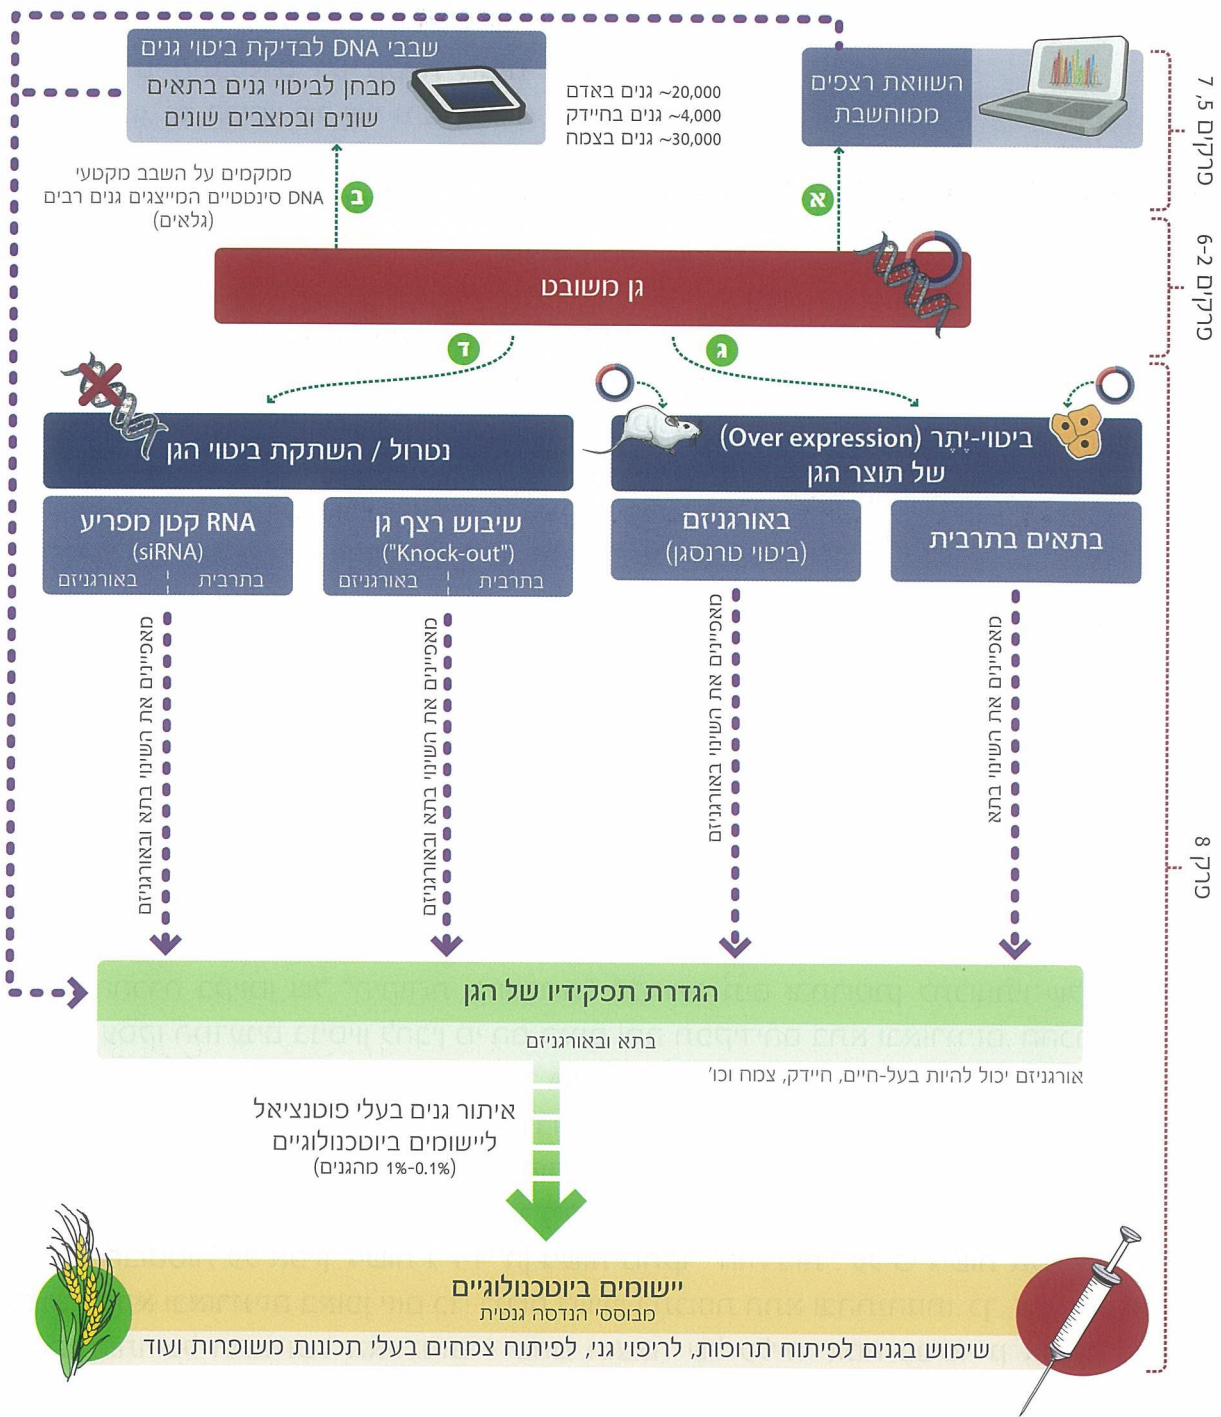 השוואת רצפים
ממוחשבת
~20,000 גנים באדם
~4,000 גנים בחיידק
~30,000 גנים בצמח
שבבי DNA לבדיקת ביטוי גנים
מבחן לביטוי גנים בתאים
שונים ובמצבים שונים
פרקים 5, 7
א
ב
ממקמים על השבב מקטעי
DNA סינטטיים המייצגים גנים רבים
(גלאים)
גן משובט
פרקים 6-2
ג
ד
ביטוי-יֶתֶר (Over expression)
של תוצר הגן
נטרול / השתקת ביטוי הגן
בתאים בתרבית
באורגניזם
(ביטוי טרנסגן)
שיבוש רצף גן
("Knock-out")
בתרבית
באורגניזם
RNA קטן מפריע
(siRNA)
בתרבית
באורגניזם
מאפיינים את השינוי בתא
מאפיינים את השינוי באורגניזם
מאפיינים את השינוי בתא ובאורגניזם
מאפיינים את השינוי בתא ובאורגניזם
פרק 8
הגדרת תפקידיו של הגן
בתא ובאורגניזם
אורגניזם יכול להיות בעל-חיים, חיידק, צמח וכו'
איתור גנים בעלי פוטנציאל
ליישומים ביוטכנולוגיים
(1%-0.1% מהגנים)
יישומים ביוטכנולוגיים
מבוססי הנדסה גנטית
שימוש בגנים לפיתוח תרופות, לריפוי גני, לפיתוח צמחים בעלי תכונות משופרות ועוד